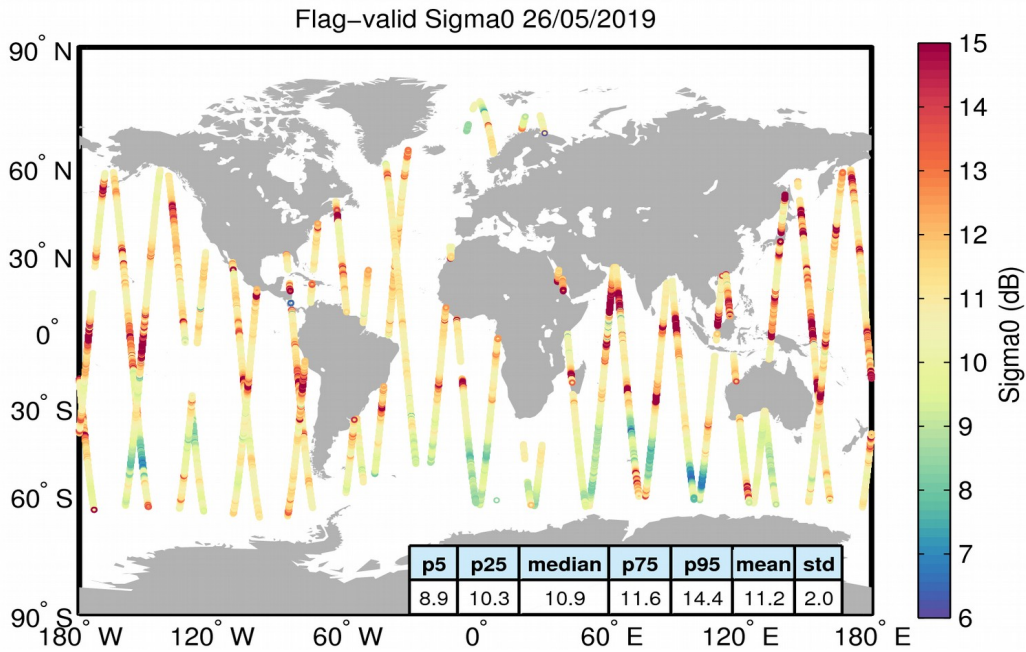 Flag-valid Sigma0 26/05/2019
90° N
60° N
30° N
0°
30° S
60° S
90° S
180° W
120° W
60° W
0°
60° E
120° E
180° E
p5 p25 median p75 p95 mean std
8.9 10.3 10.9 11.6 14.4 11.2 2.0
15
14
13
12
11
10
9
8
7
6
Sigma0 (dB)